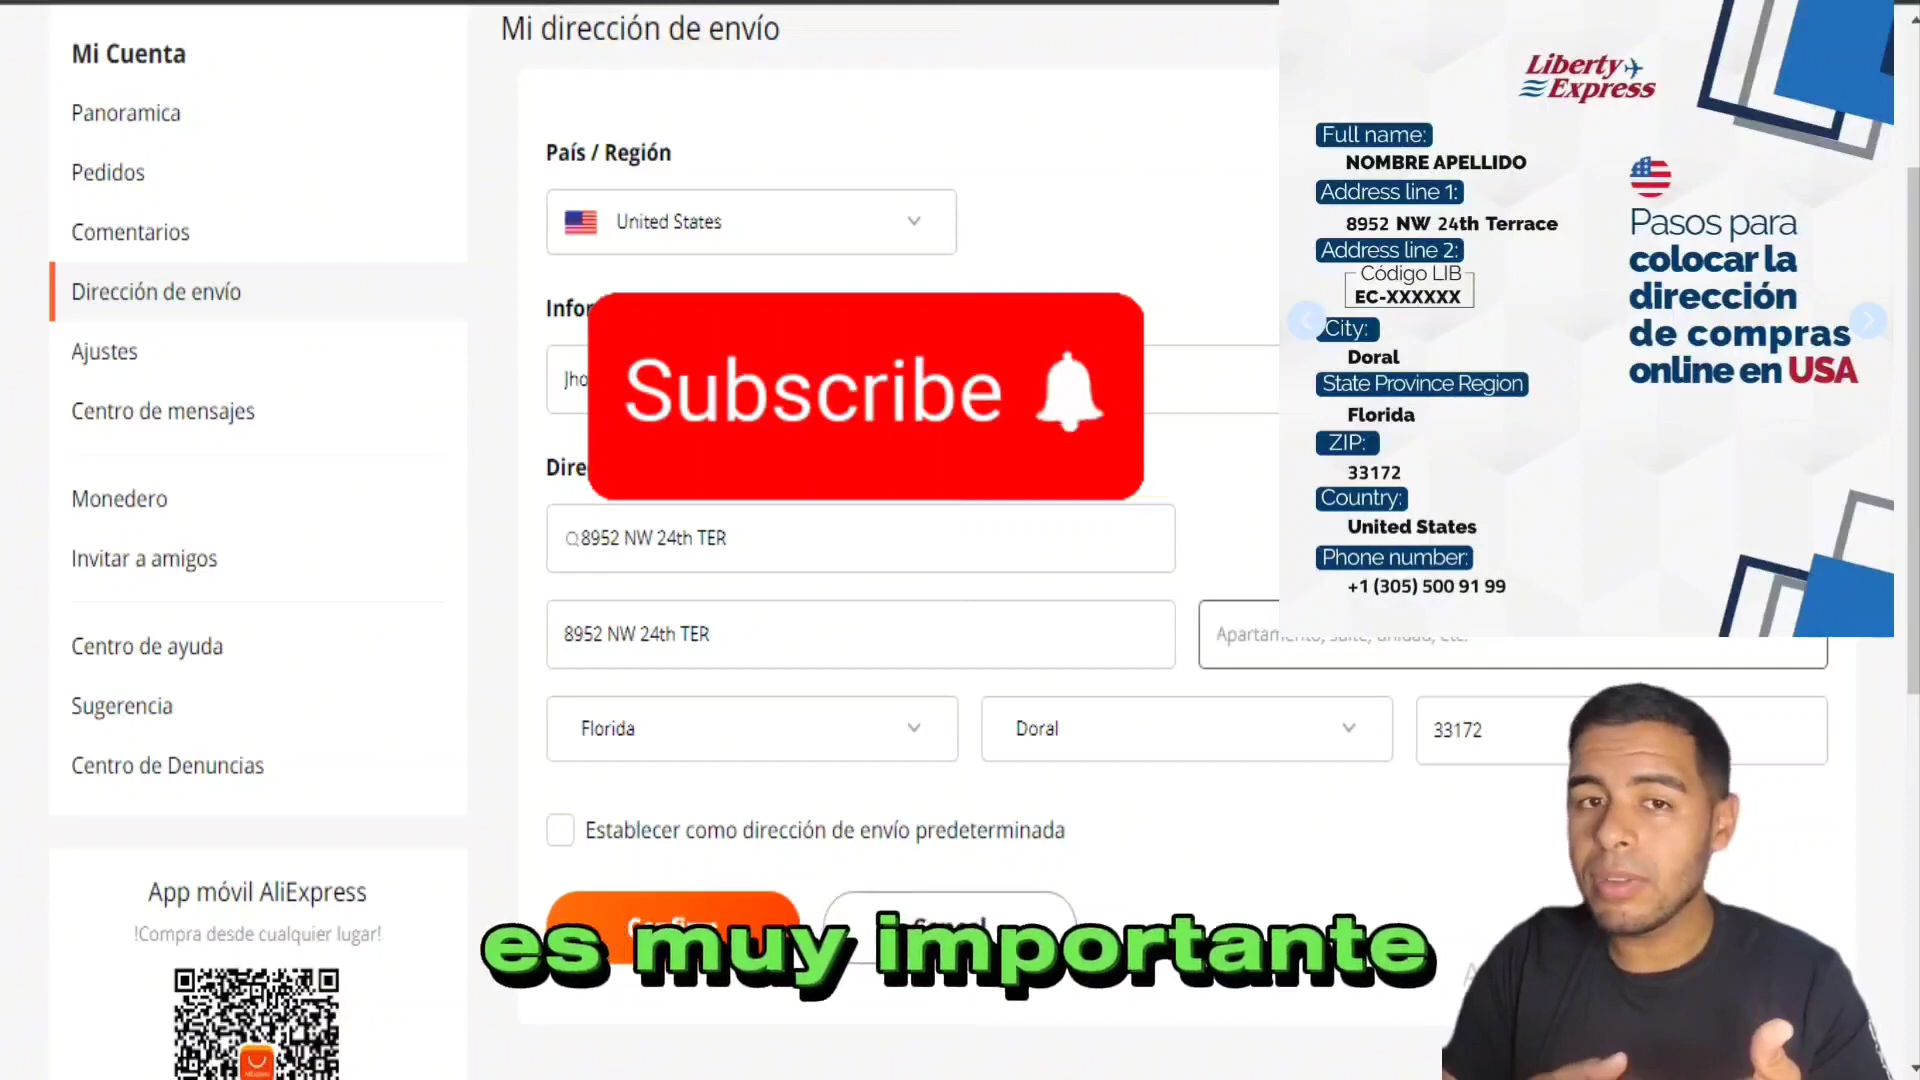 Mi Cuenta
Panoramica
Pedidos
Comentarios
Dirección de envío
Ajustes
Centro de mensajes
Monedero
Invitar a amigos
Centro de ayuda
Sugerencia
Centro de Denuncias
App móvil AliExpress
!Compra desde cualquier lugar!
Mi dirección de envío
País / Región
United States
Subscribe
8952 NW 24th TER
8952 NW 24th TER
Florida
Doral
33172
Establecer como dirección de envío predeterminada
es muy importante
Liberty
Express
Full name:
NOMBRE APELLIDO
Address line 1:
8952 NW 24th Terrace
Address line 2:
Código LIB
EC-XXXXXX
City:
Doral
State Province Region
Florida
ZIP:
33172
Country:
United States
Phone number:
+1 (305) 500 91 99
Pasos para
colocar la
dirección
de compras
online en USA